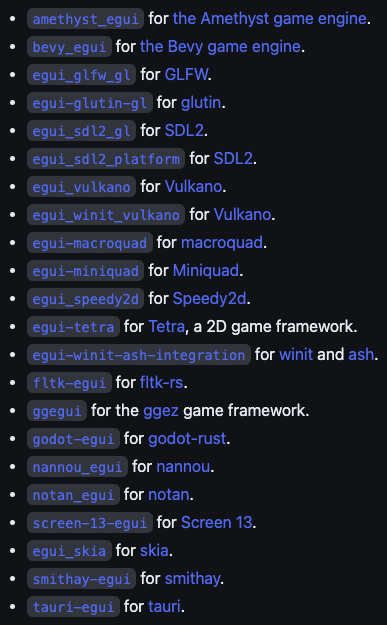 • amethyst_egui for the Amethyst game engine.
• bevy_egui for the Bevy game engine.
• egui_glfw_gl for GLFW.
• egui-glutin-gl for glutin.
• egui_sdl2_gl for SDL2.
• egui_sdl2_platform for SDL2.
• egui_vulkano for Vulkano.
• egui_winit_vulkano for Vulkano.
• egui-macroquad for macroquad.
• egui-miniquad for Miniquad.
• egui_speedy2d for Speedy2d.
• egui-tetra for Tetra, a 2D game framework.
• egui-winit-ash-integration for winit and ash.
• fltk-egui for fltk-rs.
• ggegui for the ggez game framework.
• godot-egui for godot-rust.
• nannou_egui for nannou.
• notan_egui for notan.
• screen-13-egui for Screen 13.
• egui_skia for skia.
• smithay-egui for smithay.
• tauri-egui for tauri.